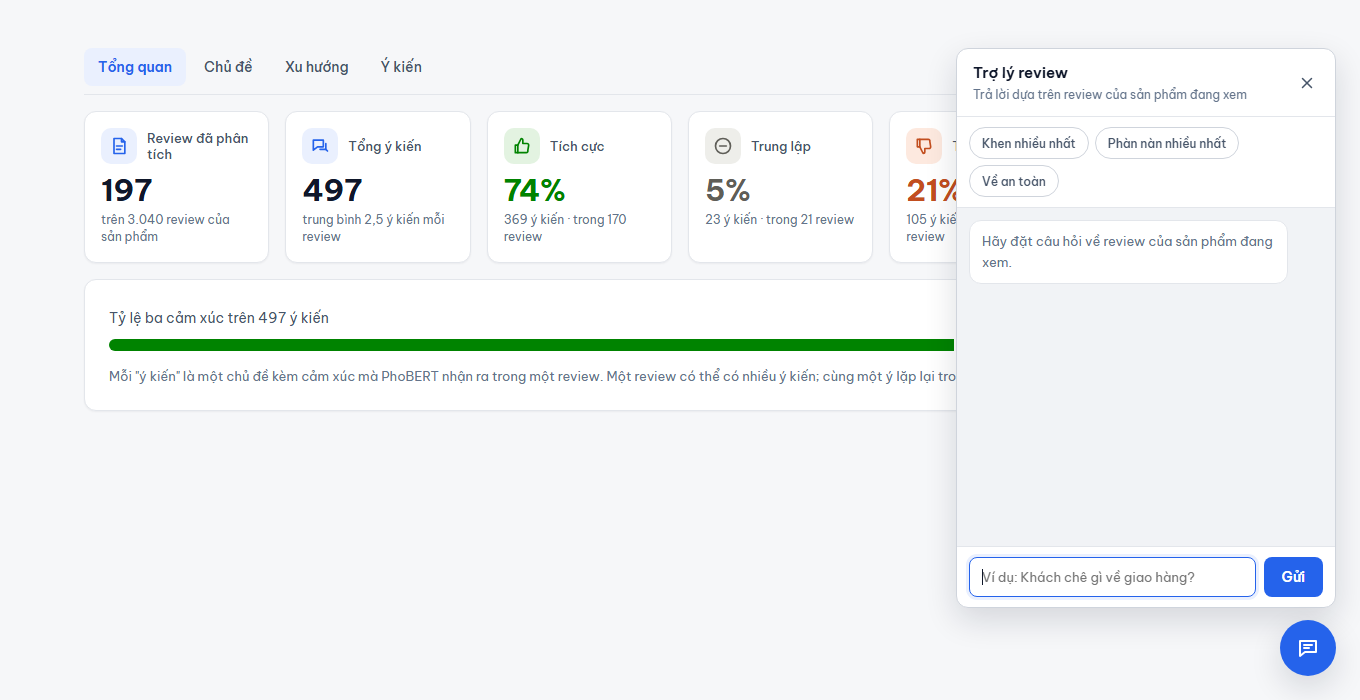 Tổng quan
Chủ đề
Xu hướng
Ý kiến
Review đã phân
tích
197
trên 3.040 review của
sản phẩm
Tổng ý kiến
497
trung bình 2,5 ý kiến mỗi
review
Tích cực
74%
369 ý kiến · trong 170
review
Trung lập
5%
23 ý kiến · trong 21 review
21%
105 ý kiế
review
Tỷ lệ ba cảm xúc trên 497 ý kiến
Mỗi "ý kiến" là một chủ đề kèm cảm xúc mà PhoBERT nhận ra trong một review. Một review có thể có nhiều ý kiến; cùng một ý lặp lại tro
Trợ lý review
Trả lời dựa trên review của sản phẩm đang xem
Khen nhiều nhất
Phàn nàn nhiều nhất
Về an toàn
Hãy đặt câu hỏi về review của sản phẩm đang
xem.
Ví dụ: Khách chê gì về giao hàng?
Gửi